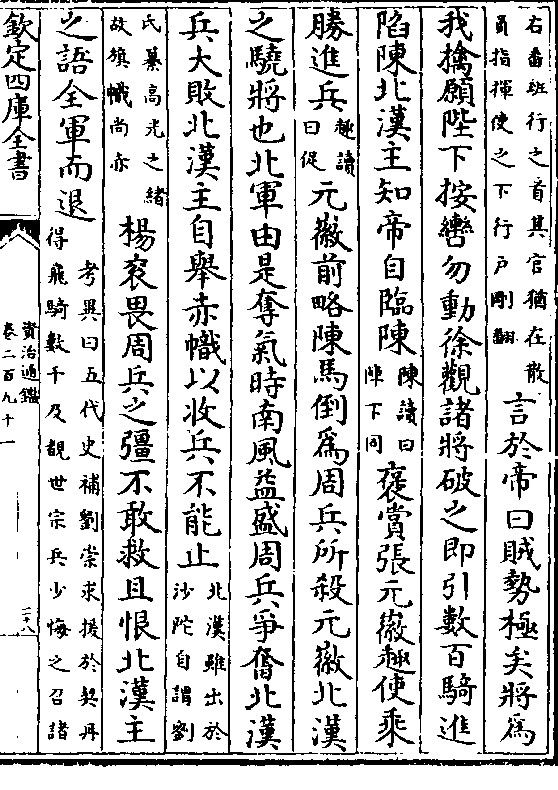 右番班行之首其官猶在散
員指揮使之下行戶剛翻
言於帝曰賊勢極矣將爲
我擒願陛下按轡勿動徐觀諸將破之即引數百騎進
陷陳北漢主知帝自臨陳
陳讀曰
陣下同
褒賞張元徽趣使乘
勝進兵
趣讀
曰促
元徽前略陳馬倒爲周兵所殺元徽北漢
之驍將也北軍由是奪氣時南風益盛周兵爭奮北漢
兵大敗北漢主自舉赤幟以收兵不能止
北漢雖出於
沙陀自謂劉
氏纂高光之緒
故旗幟尚赤
楊衮畏周兵之彊不敢救且恨北漢主
之語全軍而退
考異曰五代史補劉崇求援於契丹
得飛騎數千及覩世宗兵少悔之召諸
欽定四庫全書
資治通鑑
卷二百九十一
二十八